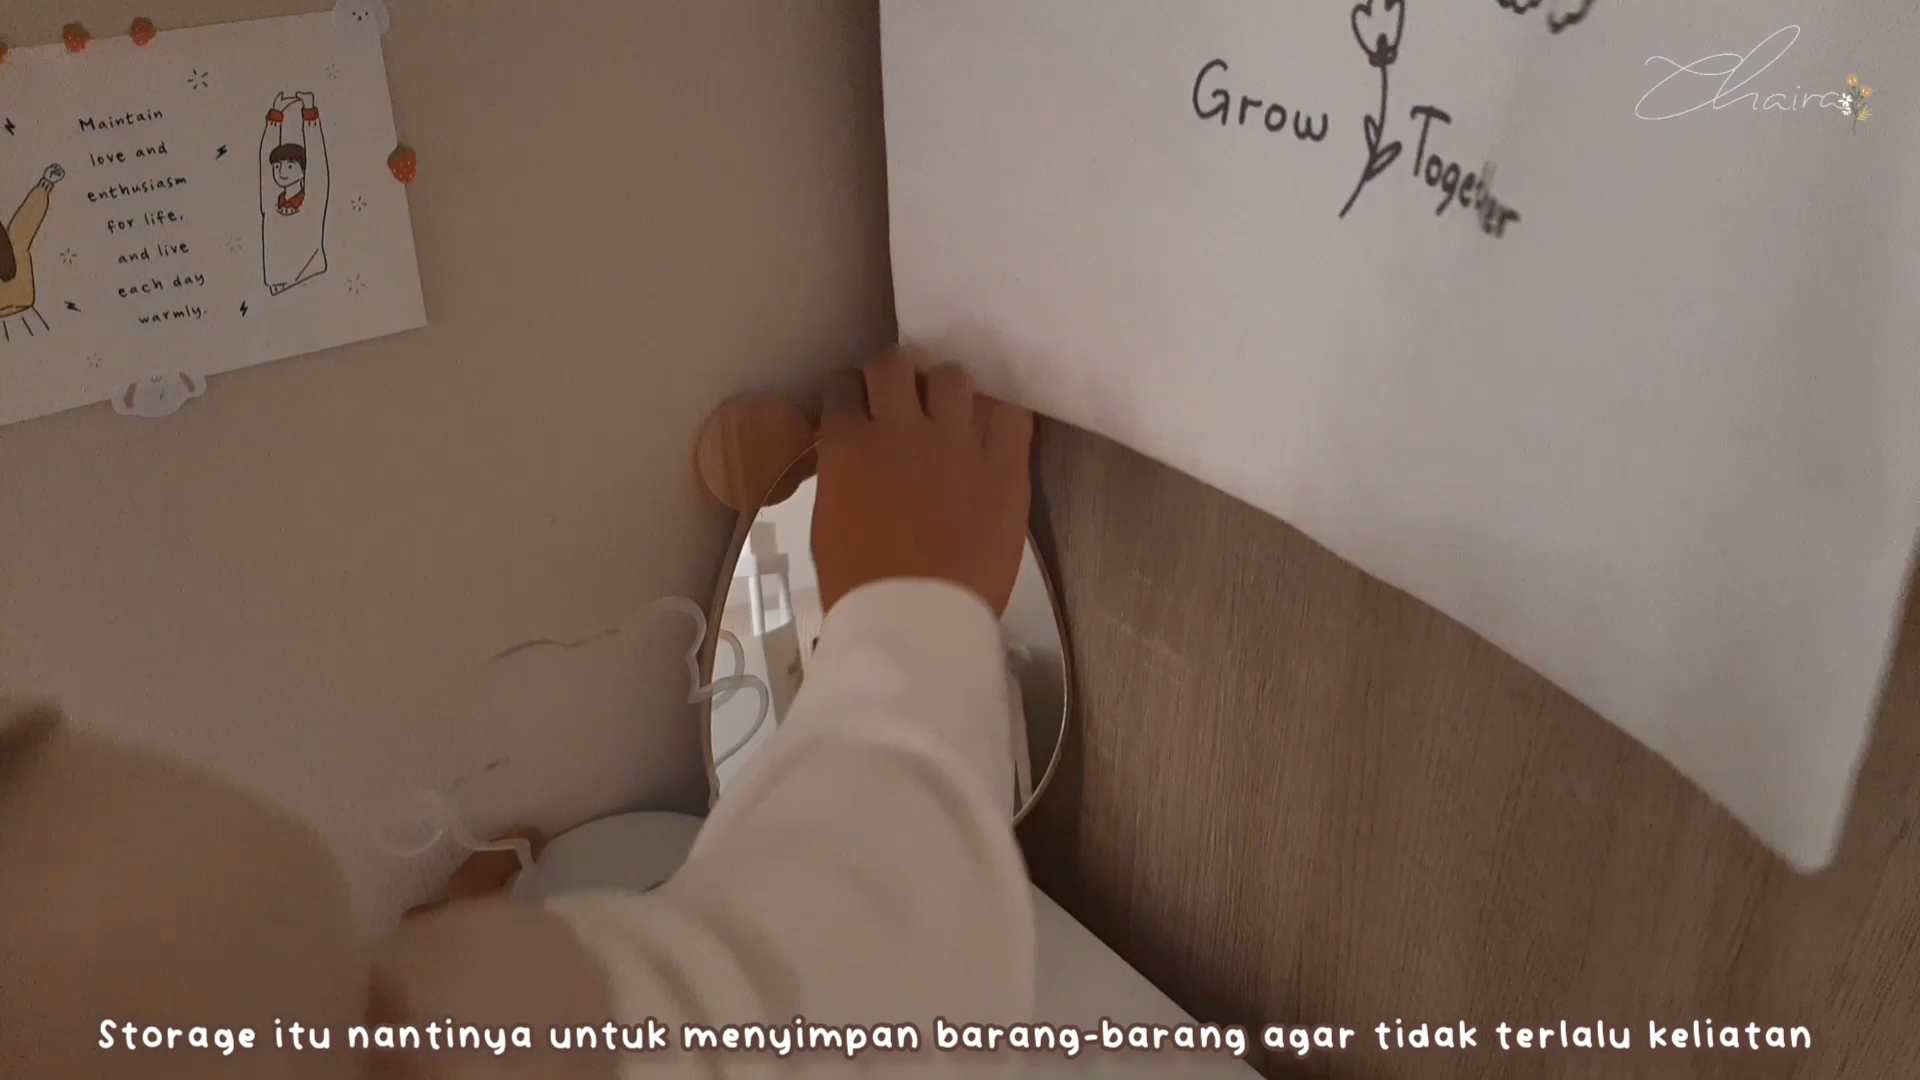 Maintain
love and
enthusiasm
for life,
and live
each day
warmly.
Grow Together
Chaira
Storage itu nantinya untuk menyimpan barang-barang agar tidak terlalu keliatan